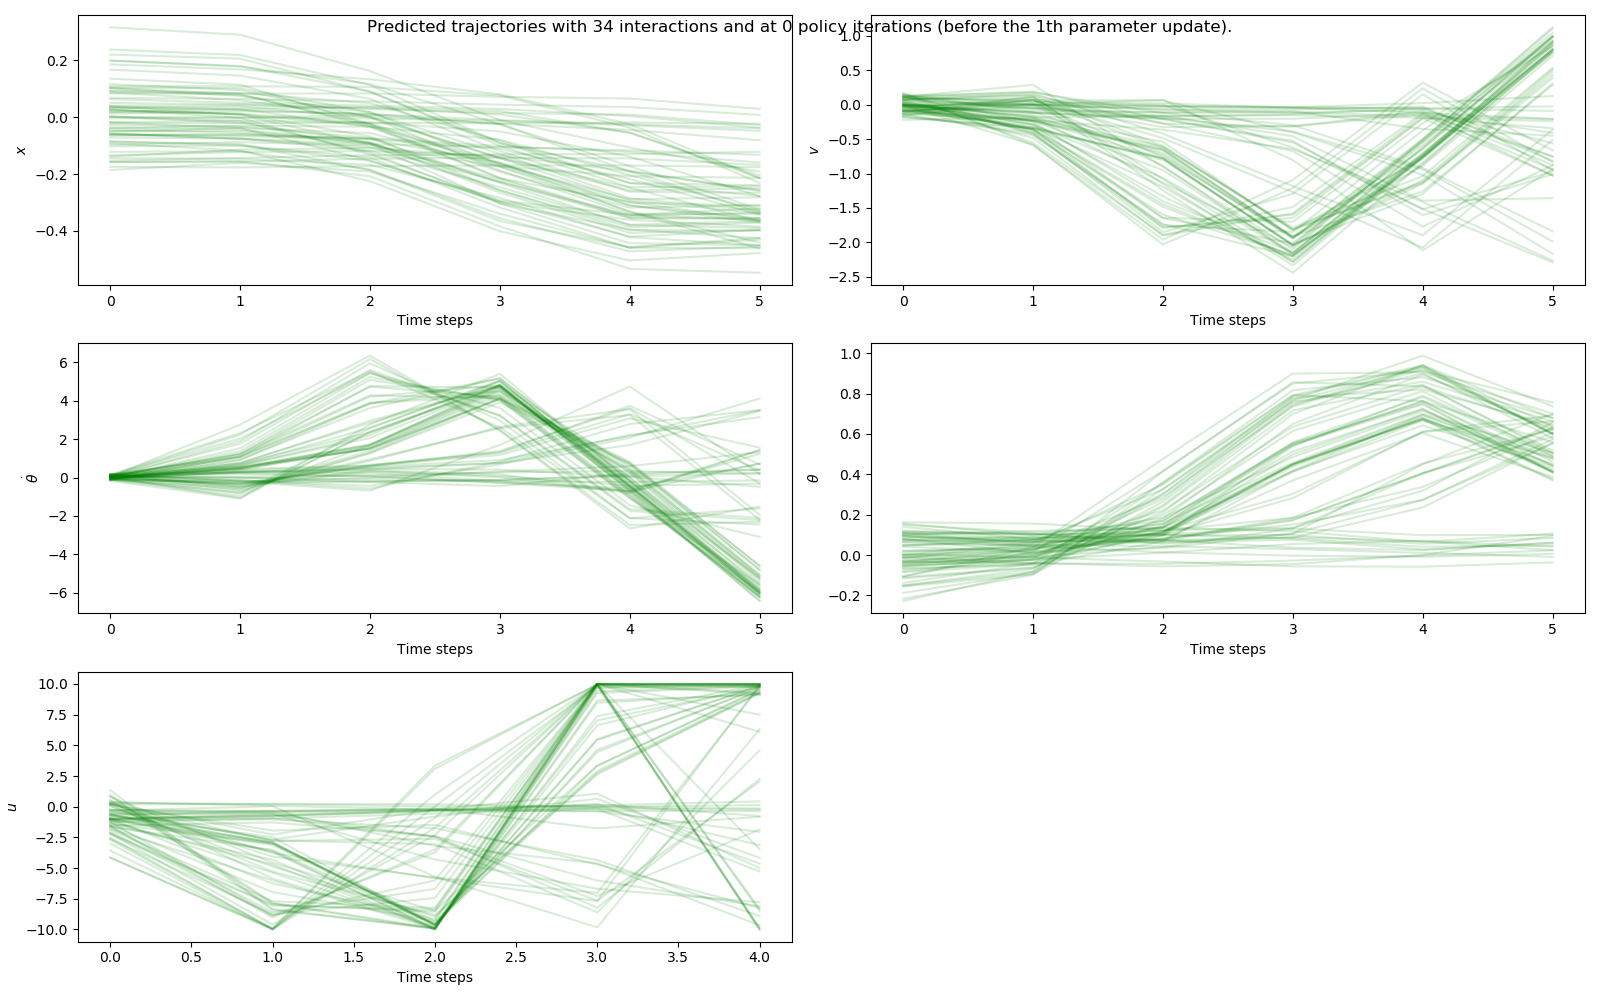 Predicted trajectories with 34 interactions and at 0 policy iterations (before the 1th parameter update).
0.2
0.0
−0.2
−0.4
x
0 1 2 3 4 5
Time steps
1.0
0.5
0.0
−0.5
−1.0
−1.5
−2.0
−2.5
v
0 1 2 3 4 5
Time steps
6
4
2
0
−2
−4
−6
θ̇
0 1 2 3 4 5
Time steps
1.0
0.8
0.6
0.4
0.2
0.0
−0.2
θ
0 1 2 3 4 5
Time steps
10.0
7.5
5.0
2.5
0.0
−2.5
−5.0
−7.5
−10.0
u
0.0 0.5 1.0 1.5 2.0 2.5 3.0 3.5 4.0
Time steps